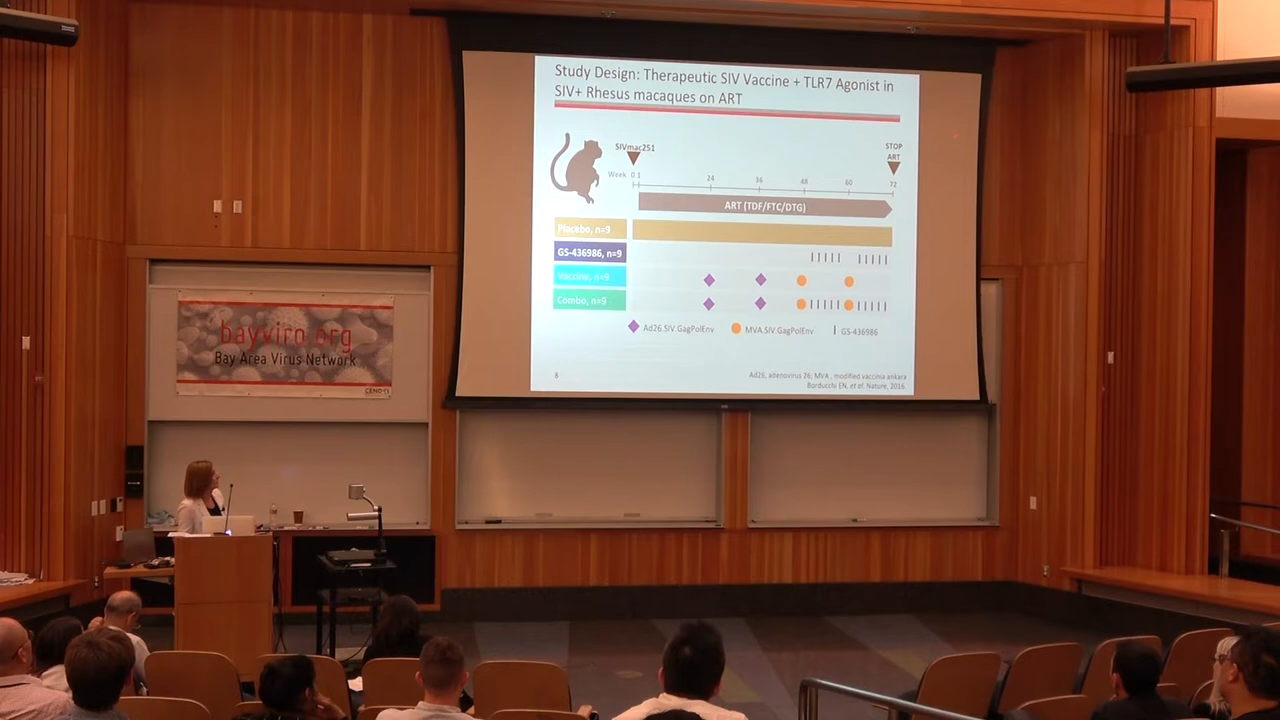 Study Design: Therapeutic SIV Vaccine + TLR7 Agonist in
SIV+ Rhesus macaques on ART
SIVmac251
STOP
ART
Week 0 1 24 36 48 60 72
ART (TDF/FTC/DTG)
Placebo, n=9
GS-436986, n=9
Vaccine, n=9
Combo, n=9
Ad26.SIV.GagPolEnv MVA.SIV.GagPolEnv GS-436986
8
Ad26, adenovirus 26; MVA, modified vaccinia ankara
Borducchi EN, et al. Nature, 2016.
bayviro.org
Bay Area Virus Network